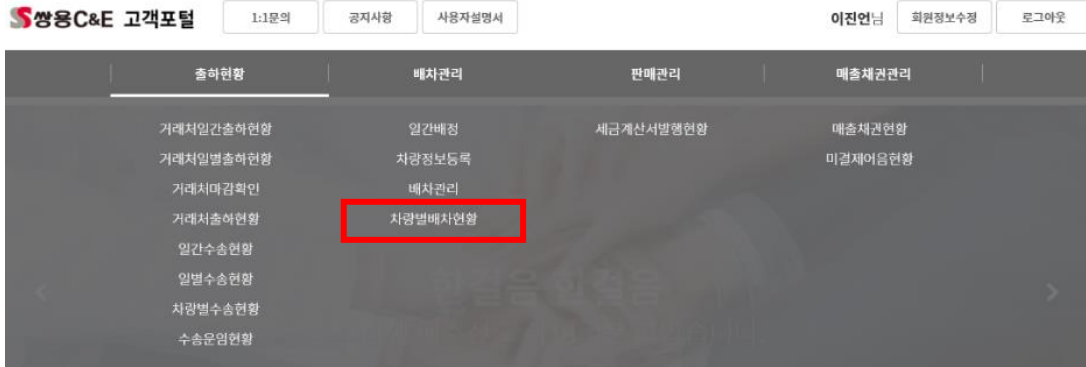 쌍용C&E 고객포털 1:1문의 공지사항 사용자설명서 이진언님 회원정보수정 로그아웃
출하현황 배차관리 판매관리 매출채권관리
거래처일간출하현황 일간배정 세금계산서발행현황 매출채권현황
거래처일별출하현황 차량정보등록 미결제어음현황
거래처마감확인 배차관리
거래처출하현황 차량별배차현황
일간수송현황
일별수송현황
차량별수송현황
수송운임현황
한걸음 한걸음